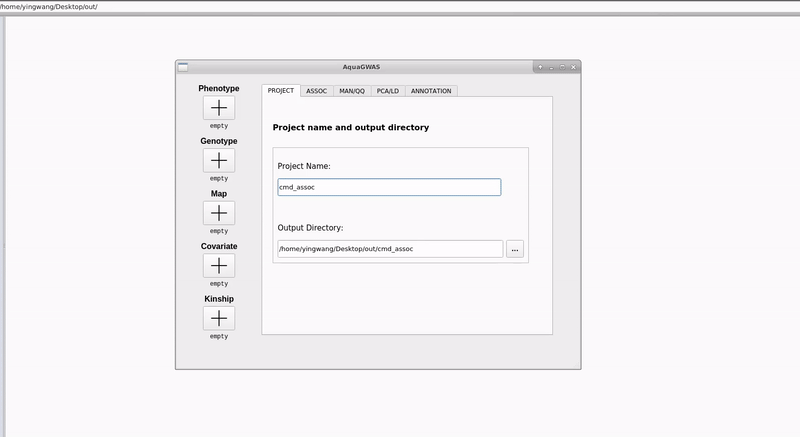 /home/yingwang/Desktop/out/
AquaGWAS
Phenotype
empty
Genotype
empty
Map
empty
Covariate
empty
Kinship
empty
PROJECT ASSOC MAN/QQ PCA/LD ANNOTATION
Project name and output directory
Project Name:
cmd_assoc
Output Directory:
/home/yingwang/Desktop/out/cmd_assoc
...